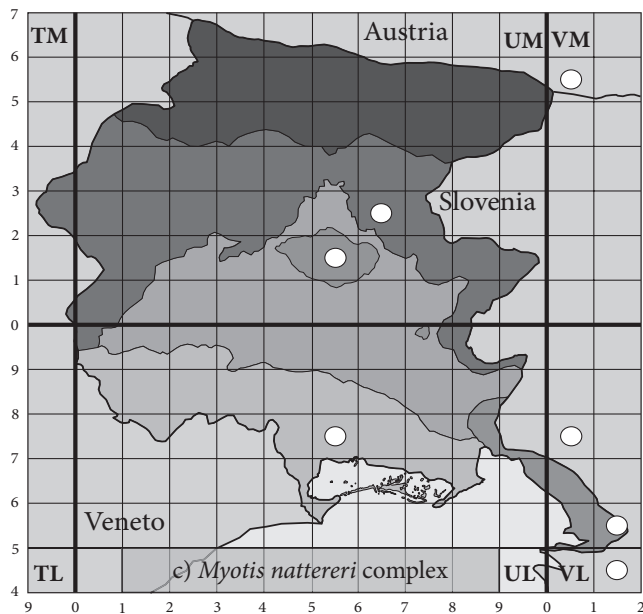 7
TM
Austria
UM
VM
6
5
4
3
Slovenia
2
1
0
9
8
7
6
Veneto
5
TL
c) Myotis nattereri complex
UL
VL
4
9 0 1 2 3 4 5 6 7 8 9 0 1 2